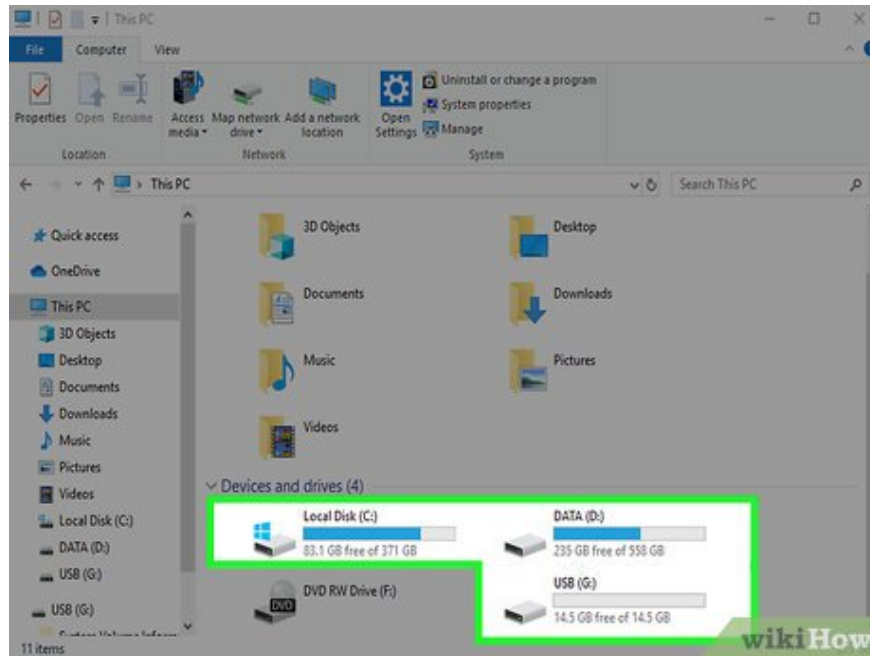 This PC
File Computer View
Properties Open Rename Access media Map network drive Add a network location Open Settings Uninstall or change a program
System properties
Manage
Location Network System
This PC Search This PC
Quick access
OneDrive
This PC
3D Objects
Desktop
Documents
Downloads
Music
Pictures
Videos
Local Disk (C:)
DATA (D:)
USB (G:)
USB (G:)
3D Objects Desktop
Documents Downloads
Music Pictures
Videos
Devices and drives (4)
Local Disk (C:) DATA (D:)
83.1 GB free of 371 GB 235 GB free of 558 GB
DVD RW Drive (F:) USB (G:)
DVD
14.5 GB free of 14.5 GB
11 items
wikiHow